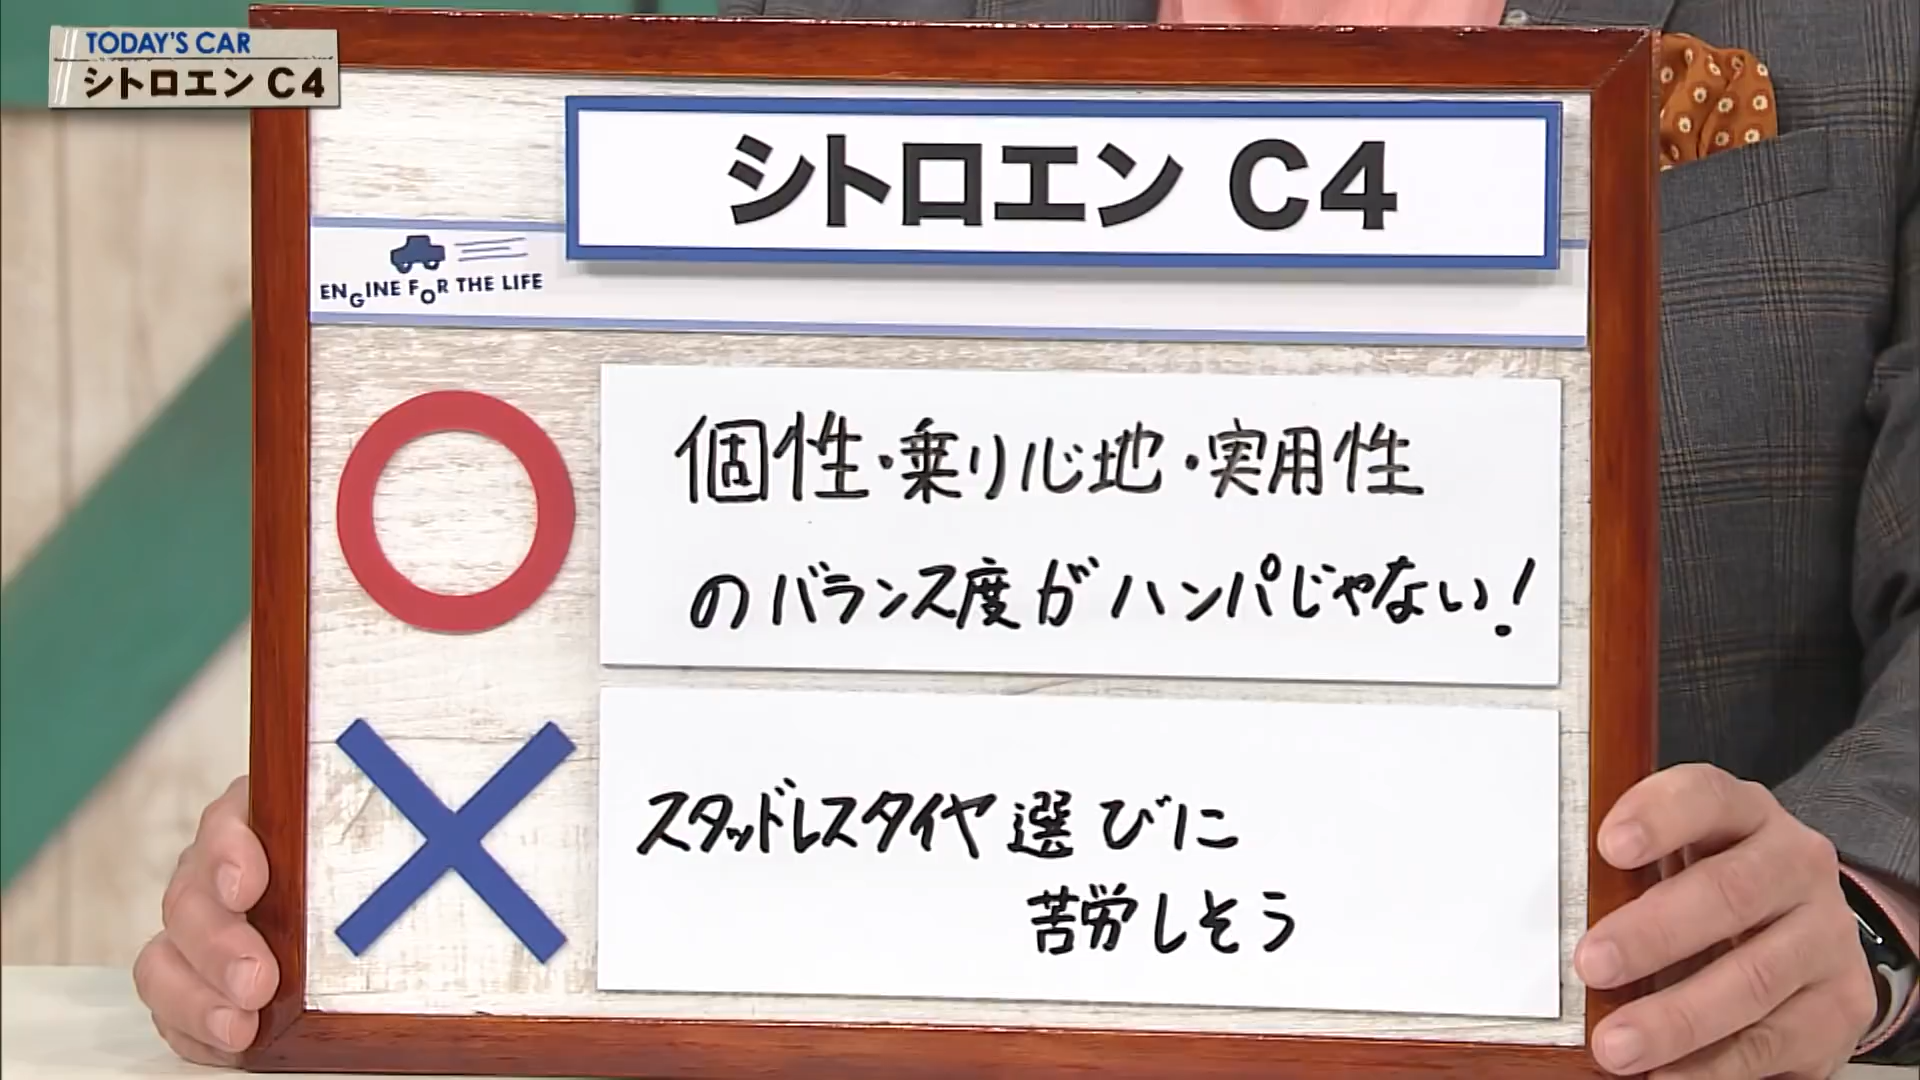 TODAY'S CAR
シトロエン C4
シトロエン C4
ENGINE FOR THE LIFE
個性・乗り心地・実用性
のバランス度がハンパじゃない！
スタッドレスタイヤ選びに
苦労しそう